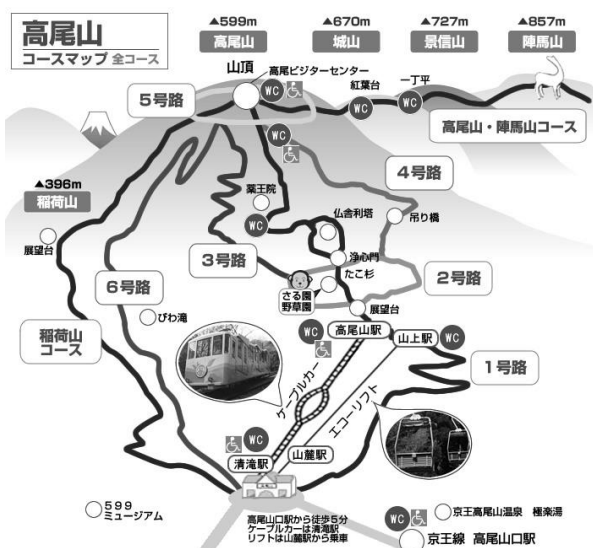 高尾山
コースマップ 全コース
▲599m
高尾山
▲670m
城山
▲727m
景信山
▲857m
陣馬山
山頂
高尾ビジターセンター
WC
紅葉台
WC
一丁平
WC
5号路
高尾山・陣馬山コース
WC
4号路
▲396m
稲荷山
展望台
薬王院
WC
仏舎利塔
吊り橋
3号路
浄心門
たこ杉
2号路
さる園
野草園
6号路
びわ滝
展望台
稲荷山
コース
WC
高尾山駅
山上駅
WC
1号路
ケーブルカー
エコーリフト
WC
清滝駅
山麓駅
599
ミュージアム
高尾山口駅から徒歩5分
ケーブルカーは清滝駅
リフトは山麓駅から乗車
WC
京王高尾山温泉 極楽湯
京王線 高尾山口駅